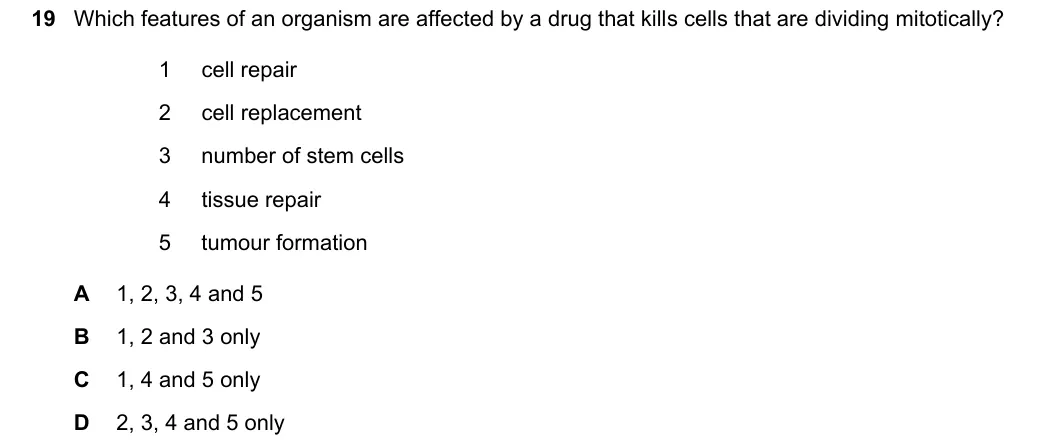 19 Which features of an organism are affected by a drug that kills cells that are dividing mitotically?
1 cell repair
2 cell replacement
3 number of stem cells
4 tissue repair
5 tumour formation
A 1, 2, 3, 4 and 5
B 1, 2 and 3 only
C 1, 4 and 5 only
D 2, 3, 4 and 5 only